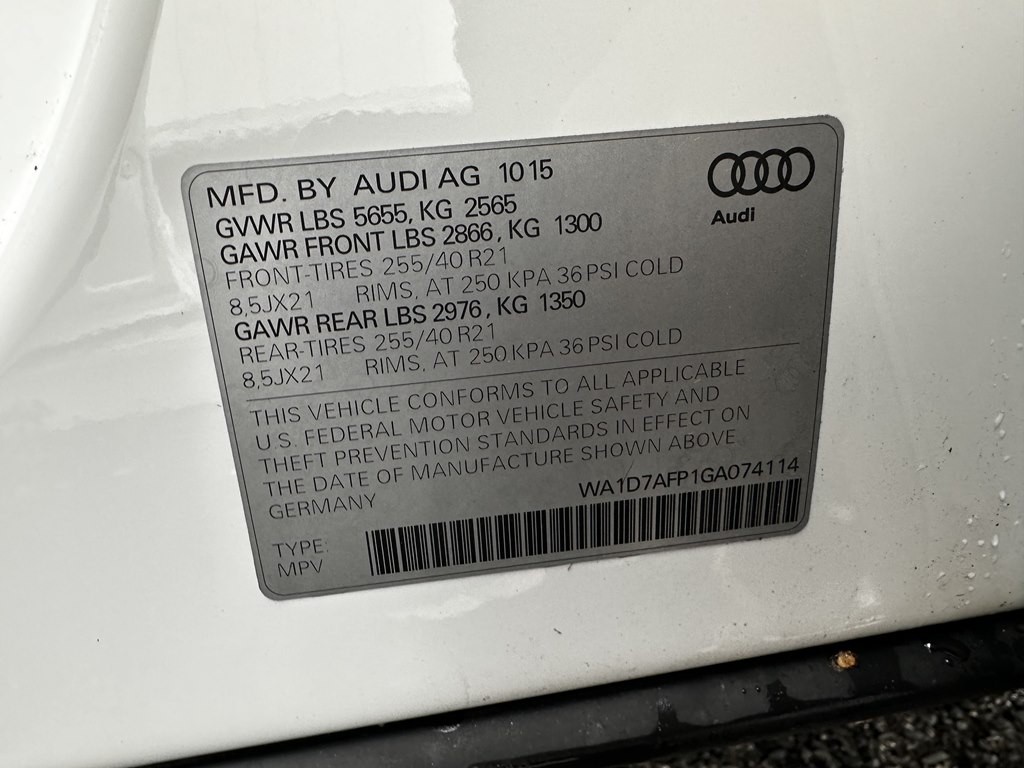 MFD. BY AUDI AG 10 15
GVWR LBS 5655, KG 2565
GAWR FRONT LBS 2866, KG 1300
FRONT-TIRES 255/40 R21
8,5JX21 RIMS, AT 250 KPA 36 PSI COLD
GAWR REAR LBS 2976, KG 1350
REAR-TIRES 255/40 R21
8,5JX21 RIMS, AT 250 KPA 36 PSI COLD
Audi
THIS VEHICLE CONFORMS TO ALL APPLICABLE
U.S. FEDERAL MOTOR VEHICLE SAFETY AND
THEFT PREVENTION STANDARDS IN EFFECT ON
THE DATE OF MANUFACTURE SHOWN ABOVE.
GERMANY WA1D7AFP1GA074114
TYPE:
MPV